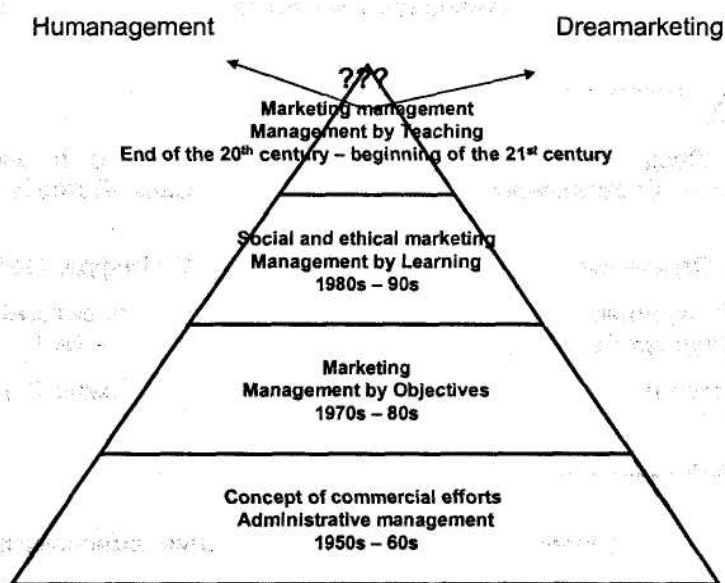 Humanagement
Dreamarketing
???
Marketing management
Management by Teaching
End of the 20th century – beginning of the 21st century
Social and ethical marketing
Management by Learning
1980s – 90s
Marketing
Management by Objectives
1970s – 80s
Concept of commercial efforts
Administrative management
1950s – 60s